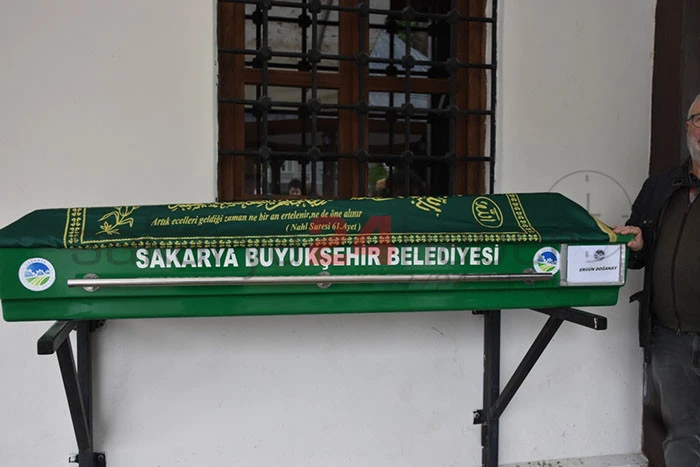 Artık ecelleri geldiği zaman ne bir an ertelenir, ne de öne alınır
( Nahl Suresi 61. Ayet )
SAKARYA BÜYÜKŞEHİR BELEDİYESİ
ERGÜN DOĞANAY